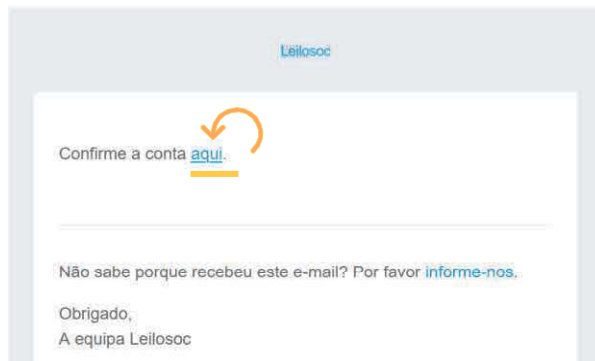 Leilosoc
Confirme a conta aqui.
Não sabe porque recebeu este e-mail? Por favor informe-nos.
Obrigado,
A equipa Leilosoc